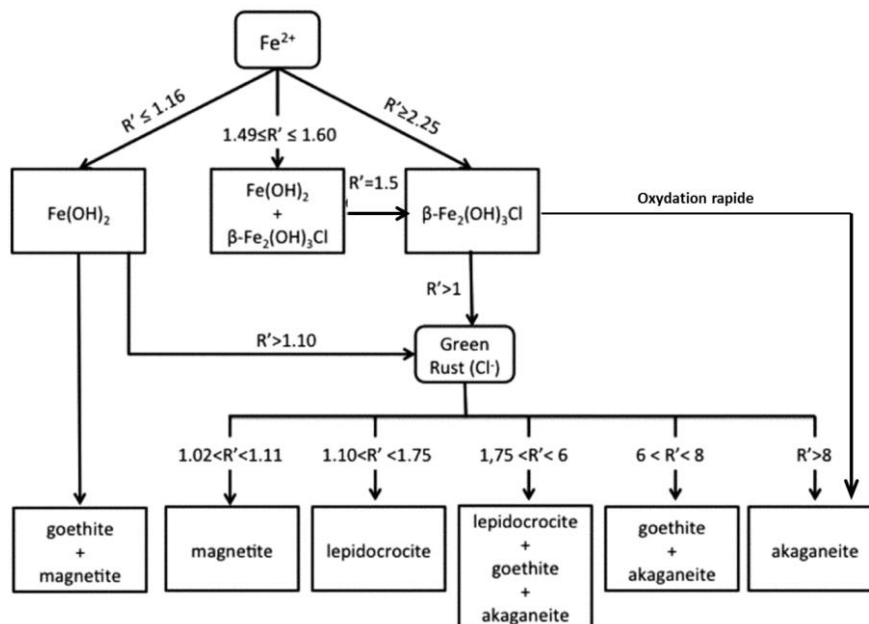 Fe²⁺
R' ≤ 1.16
1.49≤R' ≤ 1.60
R'≥2.25
Fe(OH)₂
Fe(OH)₂
+
β-Fe₂(OH)₃Cl
R'=1.5
β-Fe₂(OH)₃Cl
Oxydation rapide
R'>1
R'>1.10
Green
Rust (Cl⁻)
1.02<R'<1.11
1.10<R' <1.75
1,75 <R'< 6
6 < R'< 8
R'>8
goethite
+
magnetite
magnetite
lepidocrocite
lepidocrocite
+
goethite
+
akaganeite
goethite
+
akaganeite
akaganeite